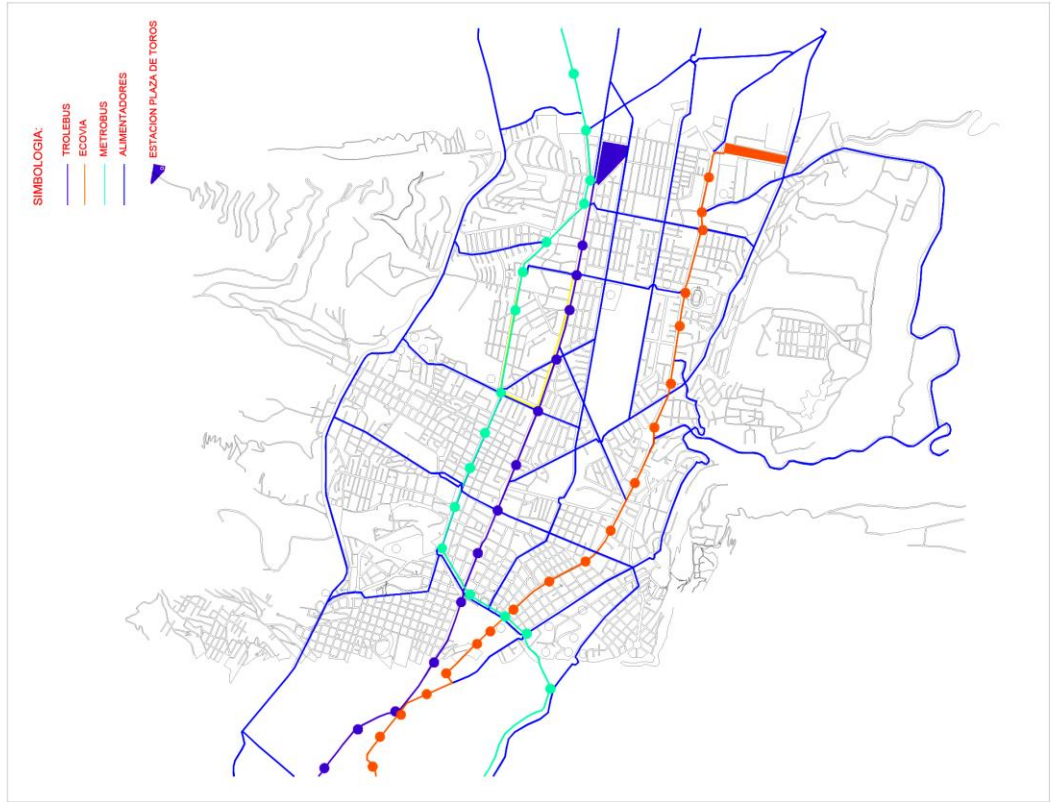 SIMBOLOGIA:
TROLEBUS
ECOVIA
METROBUS
ALIMENTADORES
ESTACION PLAZA DE TOROS